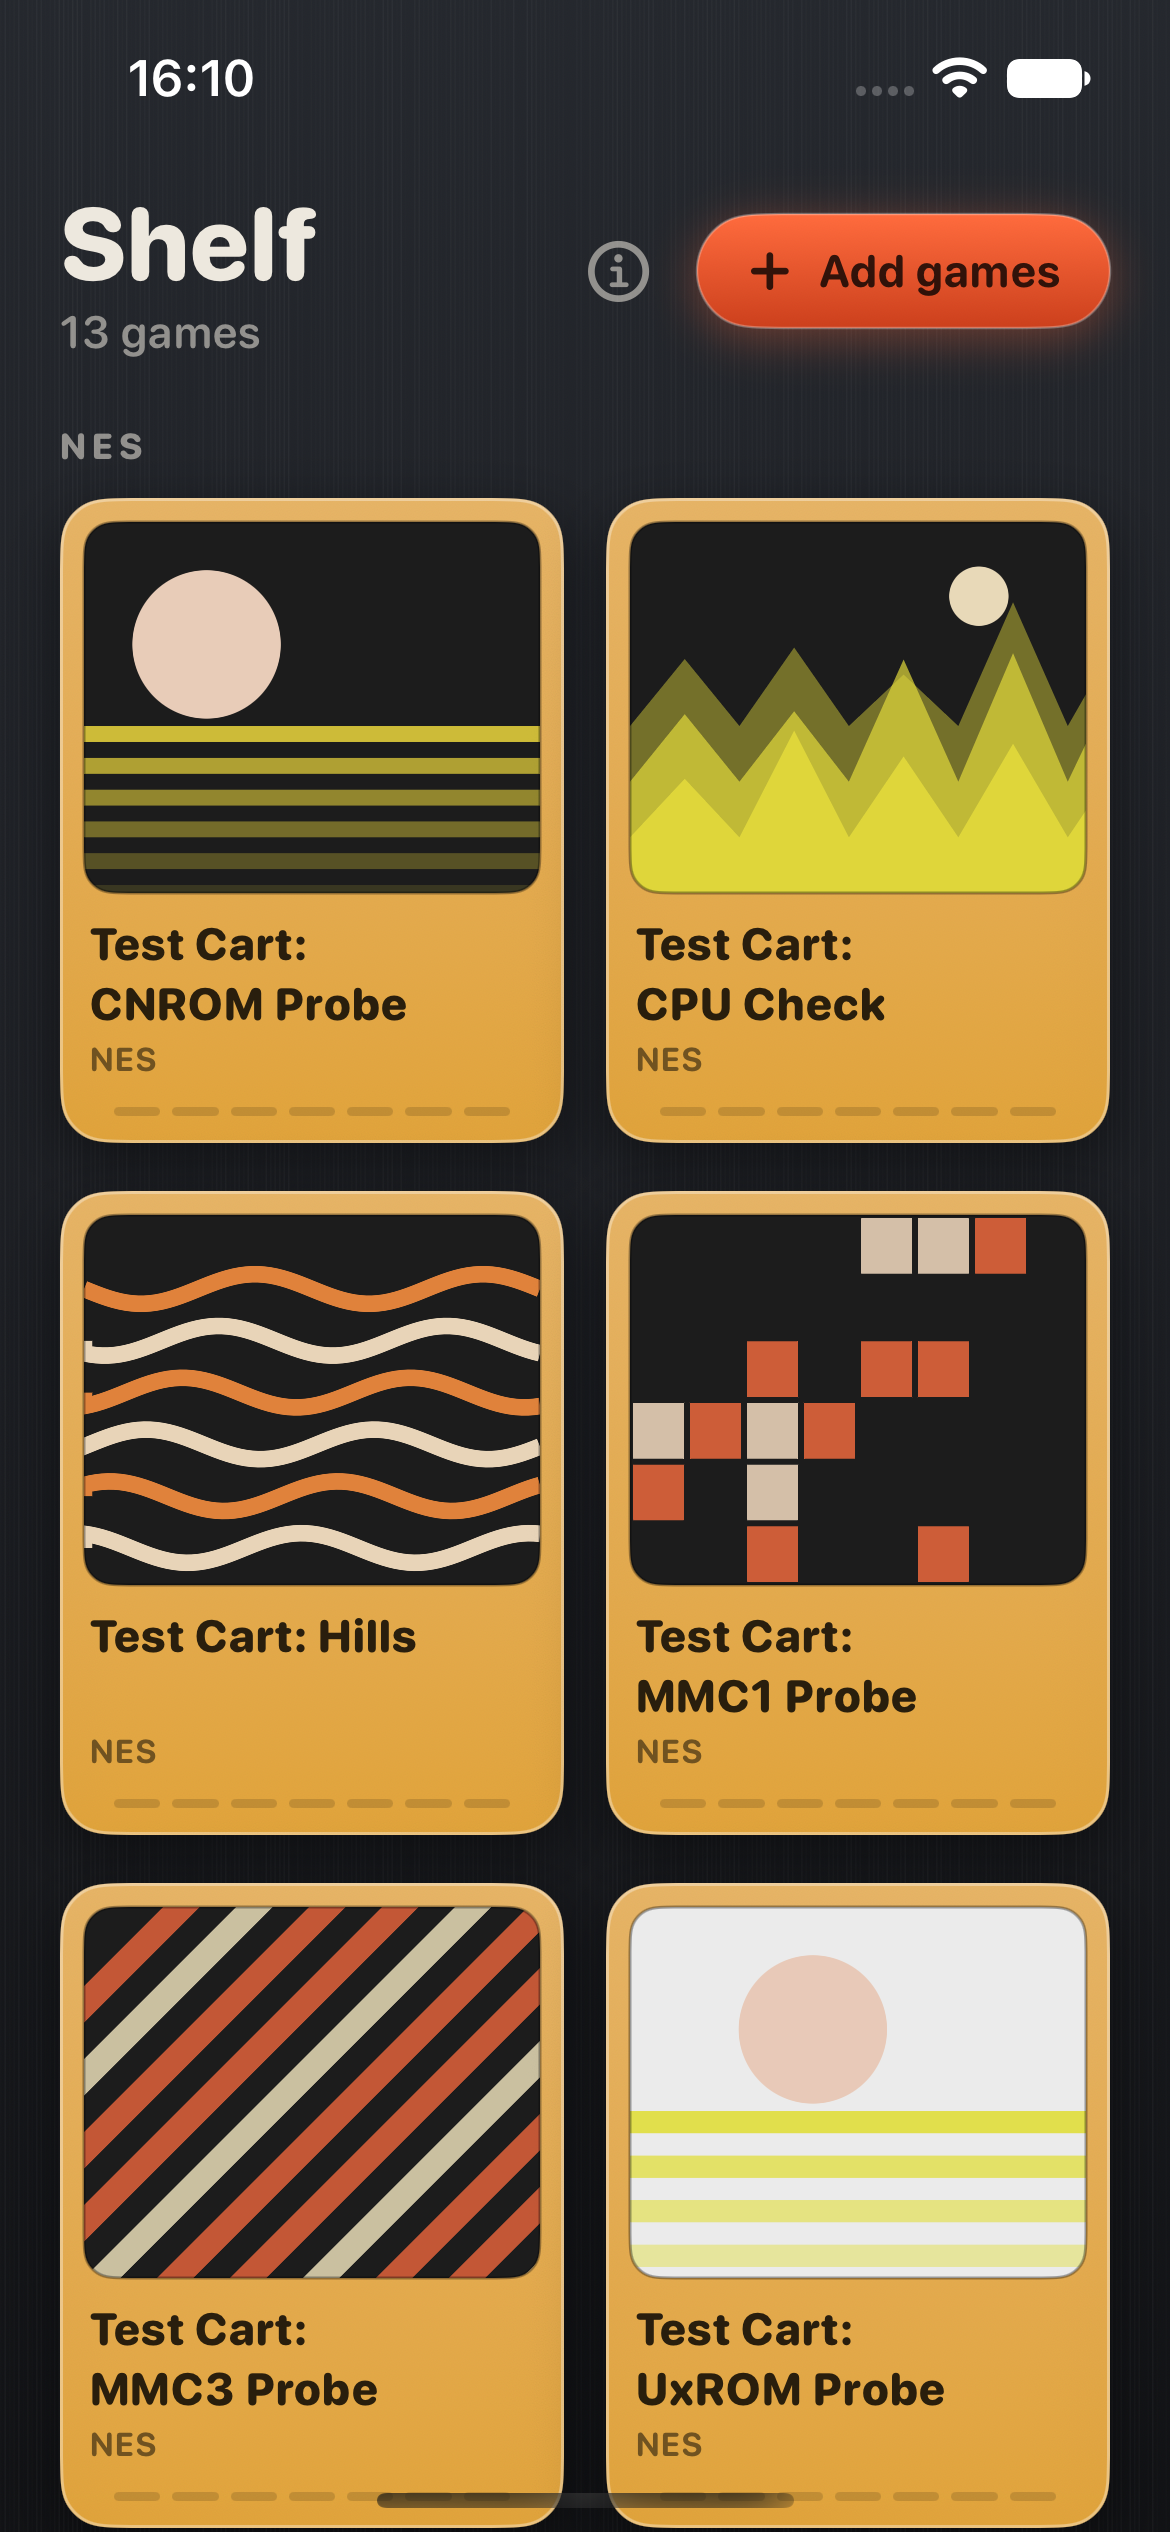 16:10
Shelf
13 games
+ Add games
NES
Test Cart:
CNROM Probe
NES
Test Cart:
CPU Check
NES
Test Cart: Hills
NES
Test Cart:
MMC1 Probe
NES
Test Cart:
MMC3 Probe
NES
Test Cart:
UxROM Probe
NES